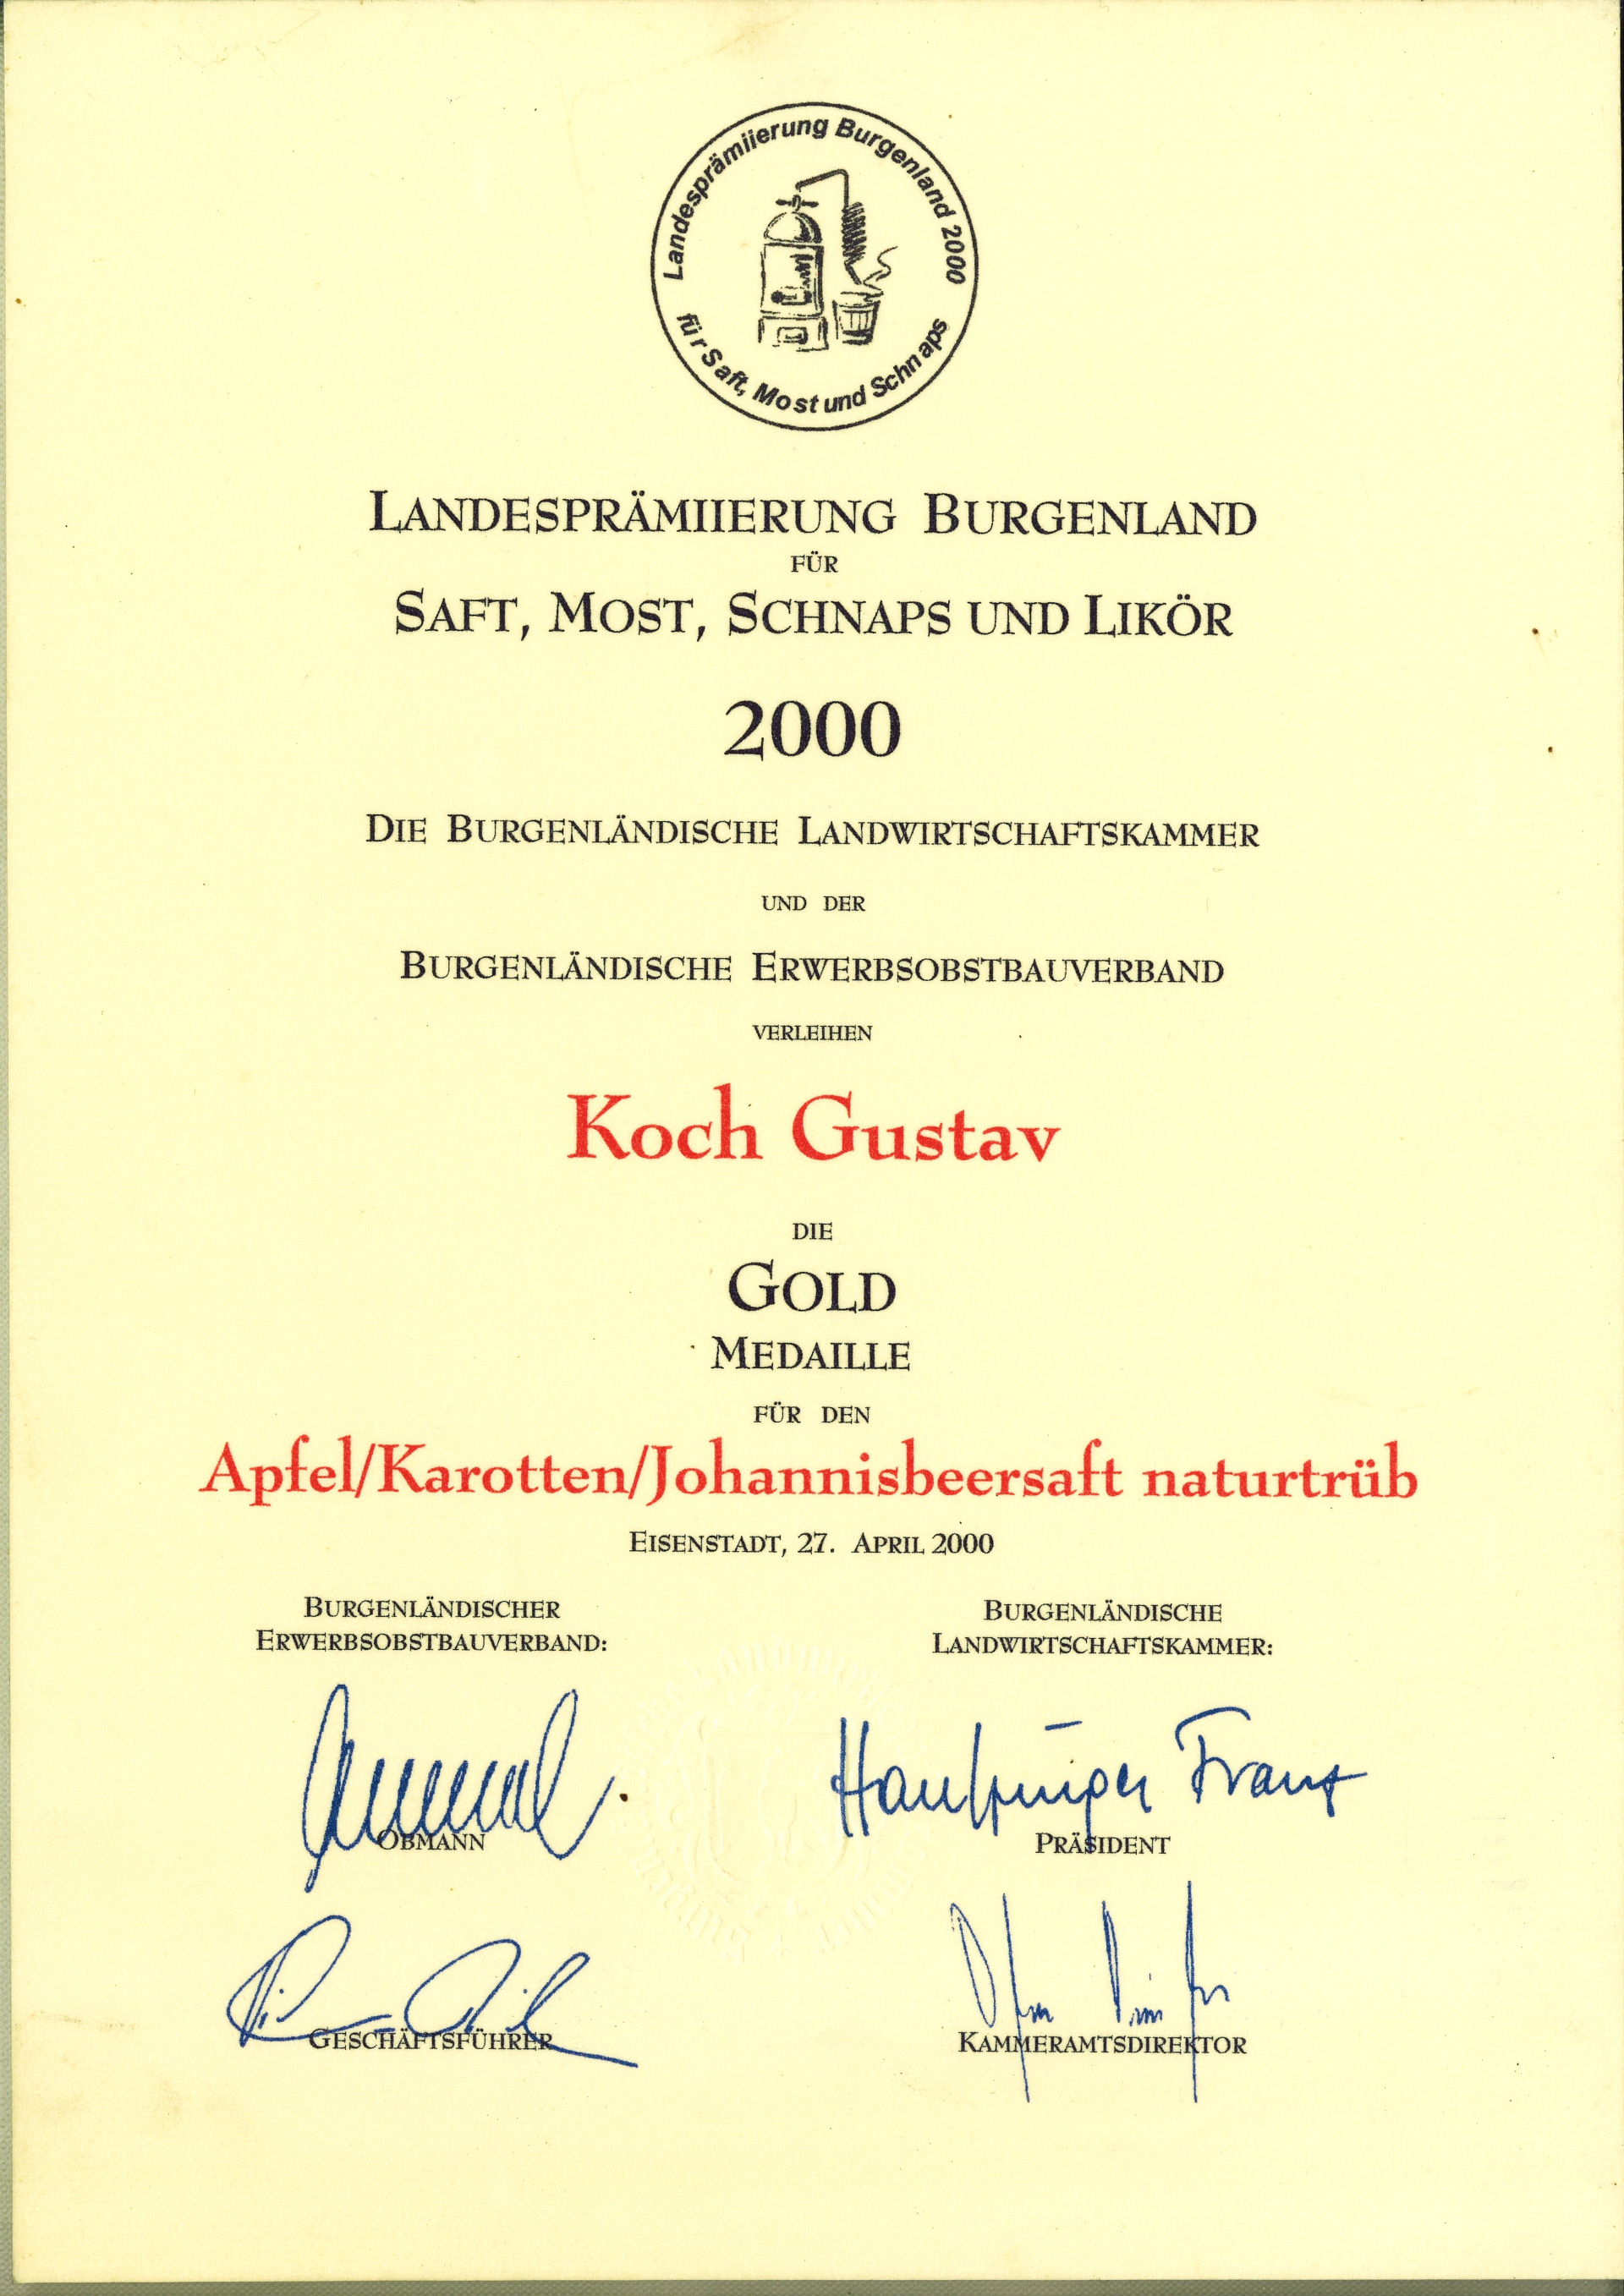 Landesprämiierung Burgenland 2000
für Saft, Most und Schnaps
LANDESPRÄMIIERUNG BURGENLAND
FÜR
SAFT, MOST, SCHNAPS UND LIKÖR
2000
DIE BURGENLÄNDISCHE LANDWIRTSCHAFTSKAMMER
UND DER
BURGENLÄNDISCHE ERWERBSOBSTBAUVERBAND
VERLEIHEN
Koch Gustav
DIE
GOLD
MEDAILLE
FÜR DEN
Apfel/Karotten/Johannisbeersaft naturtrüb
EISENSTADT, 27. APRIL 2000
BURGENLÄNDISCHER
ERWERBSOBSTBAUVERBAND:
BURGENLÄNDISCHE
LANDWIRTSCHAFTSKAMMER:
Franz
OBMANN
PRÄSIDENT
GESCHÄFTSFÜHRER
KAMMERAMTSDIREKTOR